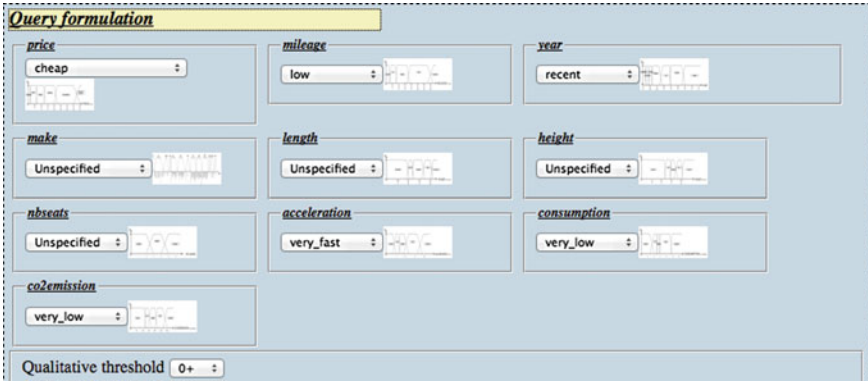 Query formulation
price mileage year
cheap low recent
make length height
Unspecified Unspecified Unspecified
nbseats acceleration consumption
Unspecified very_fast very_low
co2emission
very_low
Qualitative threshold 0+